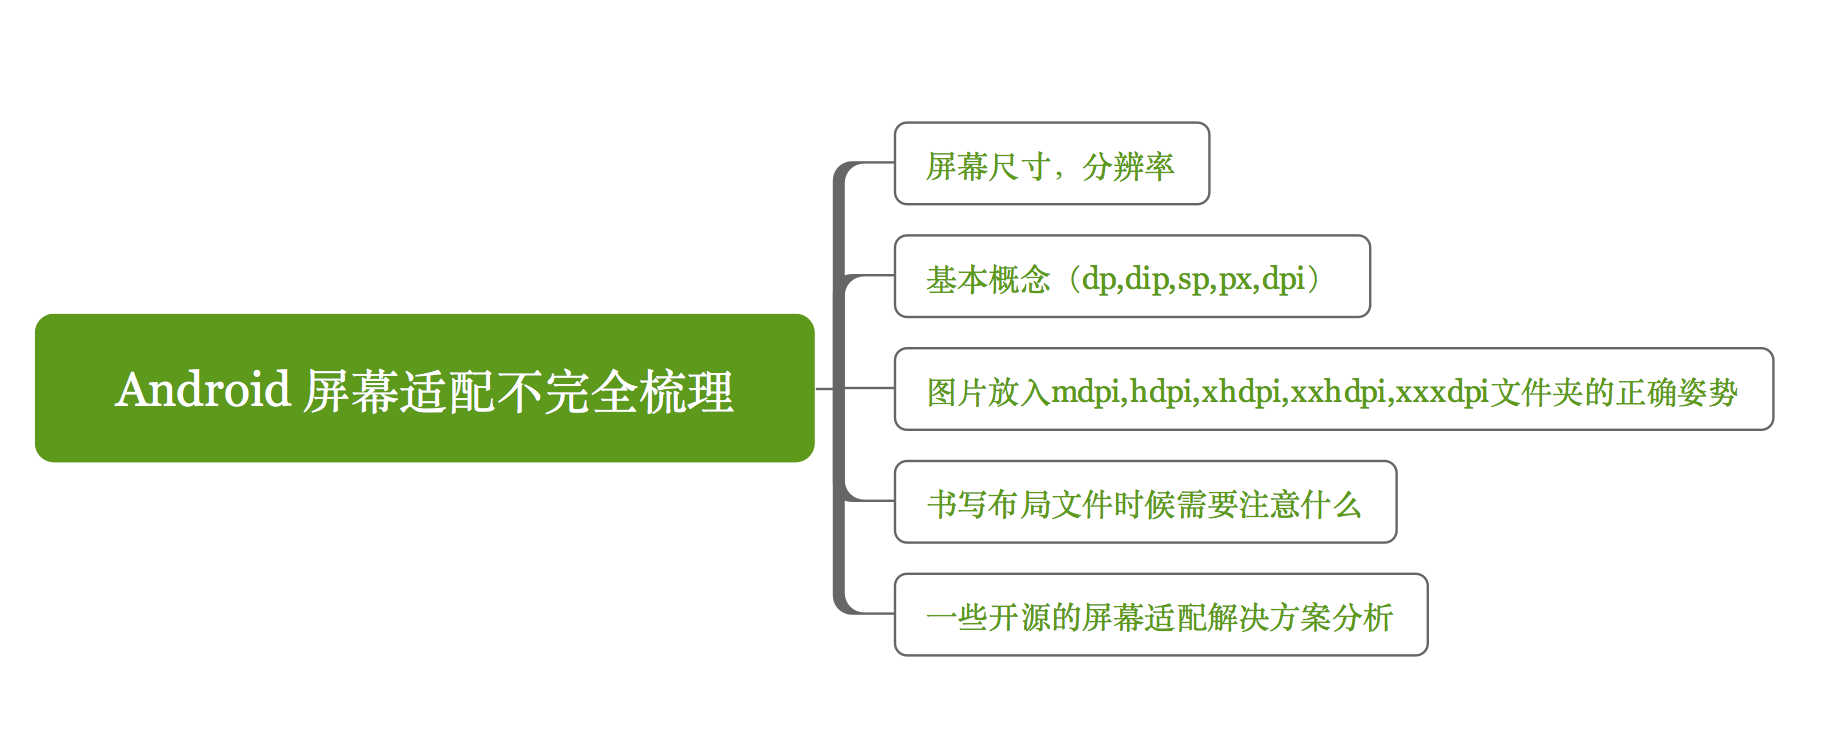 Android 屏幕适配不完全梳理
屏幕尺寸，分辨率
基本概念（dp,dip,sp,px,dpi）
图片放入mdpi,hdpi,xhdpi,xxhdpi,xxxdpi文件夹的正确姿势
书写布局文件时候需要注意什么
一些开源的屏幕适配解决方案分析